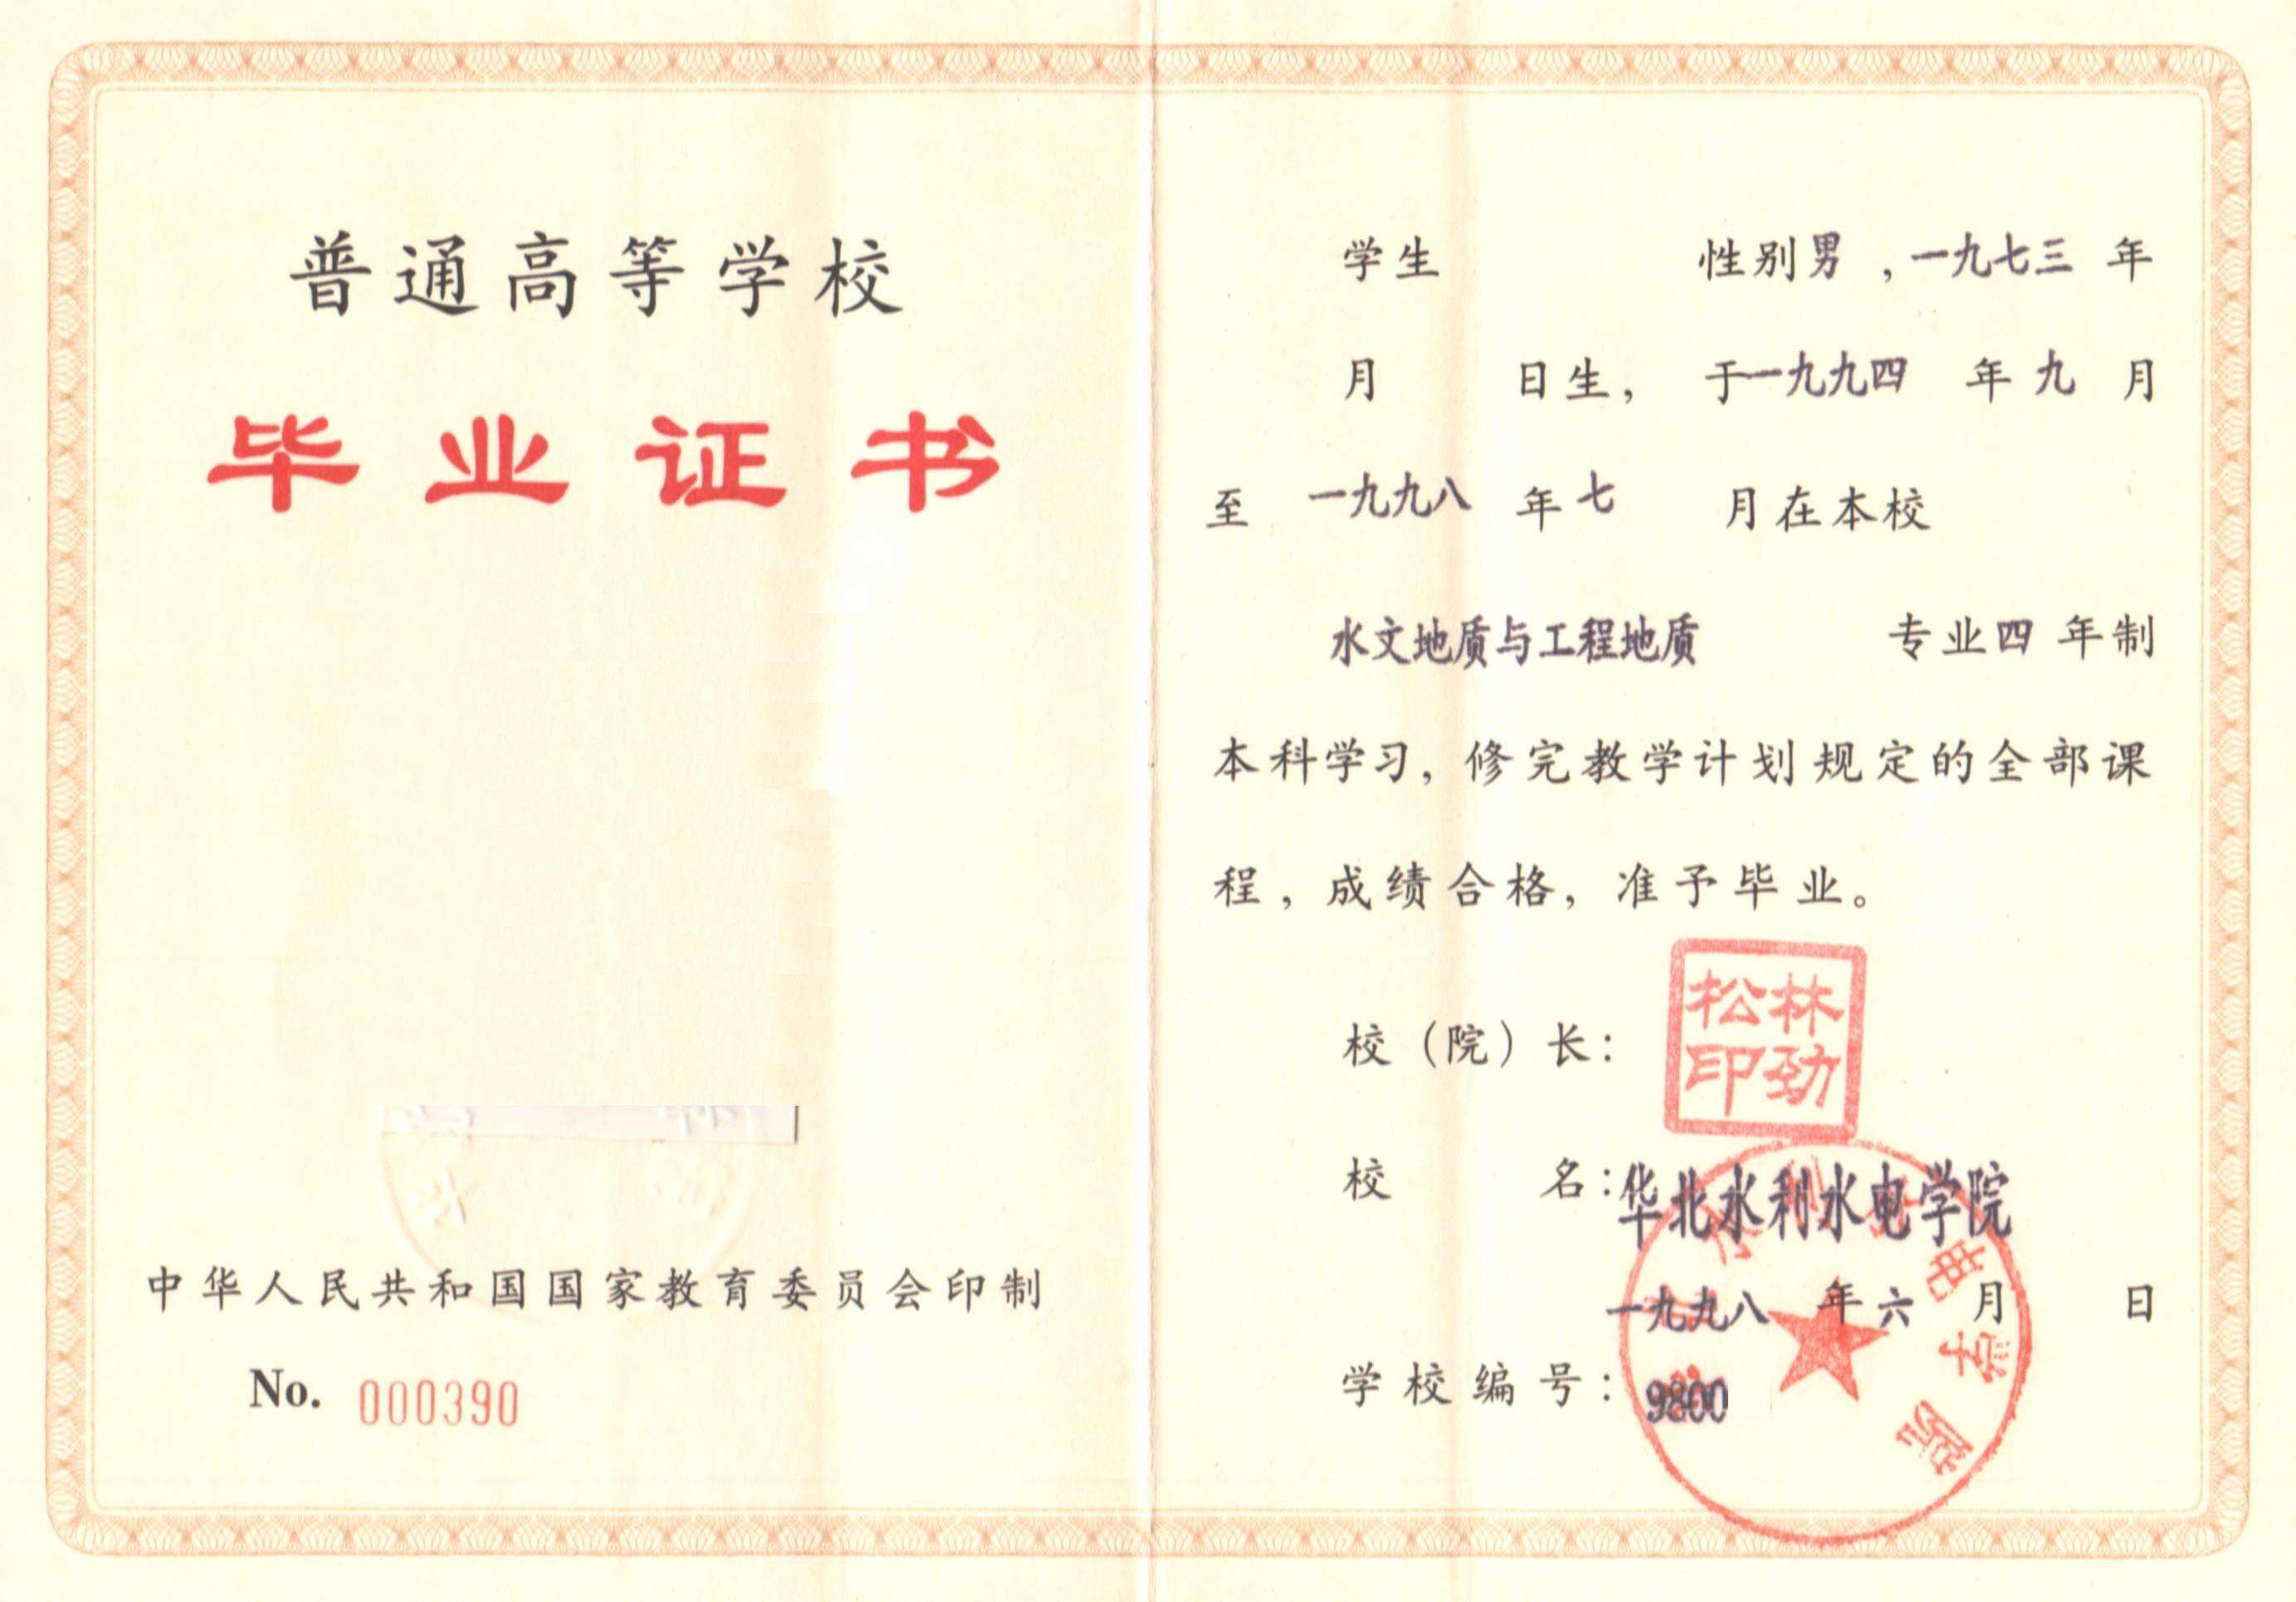 普通高等学校
毕业证书
中华人民共和国国家教育委员会印制
No. 000390
学生 性别男，一九七三年
月 日生，于一九九四年九月
至一九九八年七月在本校
水文地质与工程地质 专业四年制
本科学习，修完教学计划规定的全部课
程，成绩合格，准予毕业。
校（院）长：
林劲松印
校 名：华北水利水电学院
一九九八年六月 日
学校编号：9800
电学院